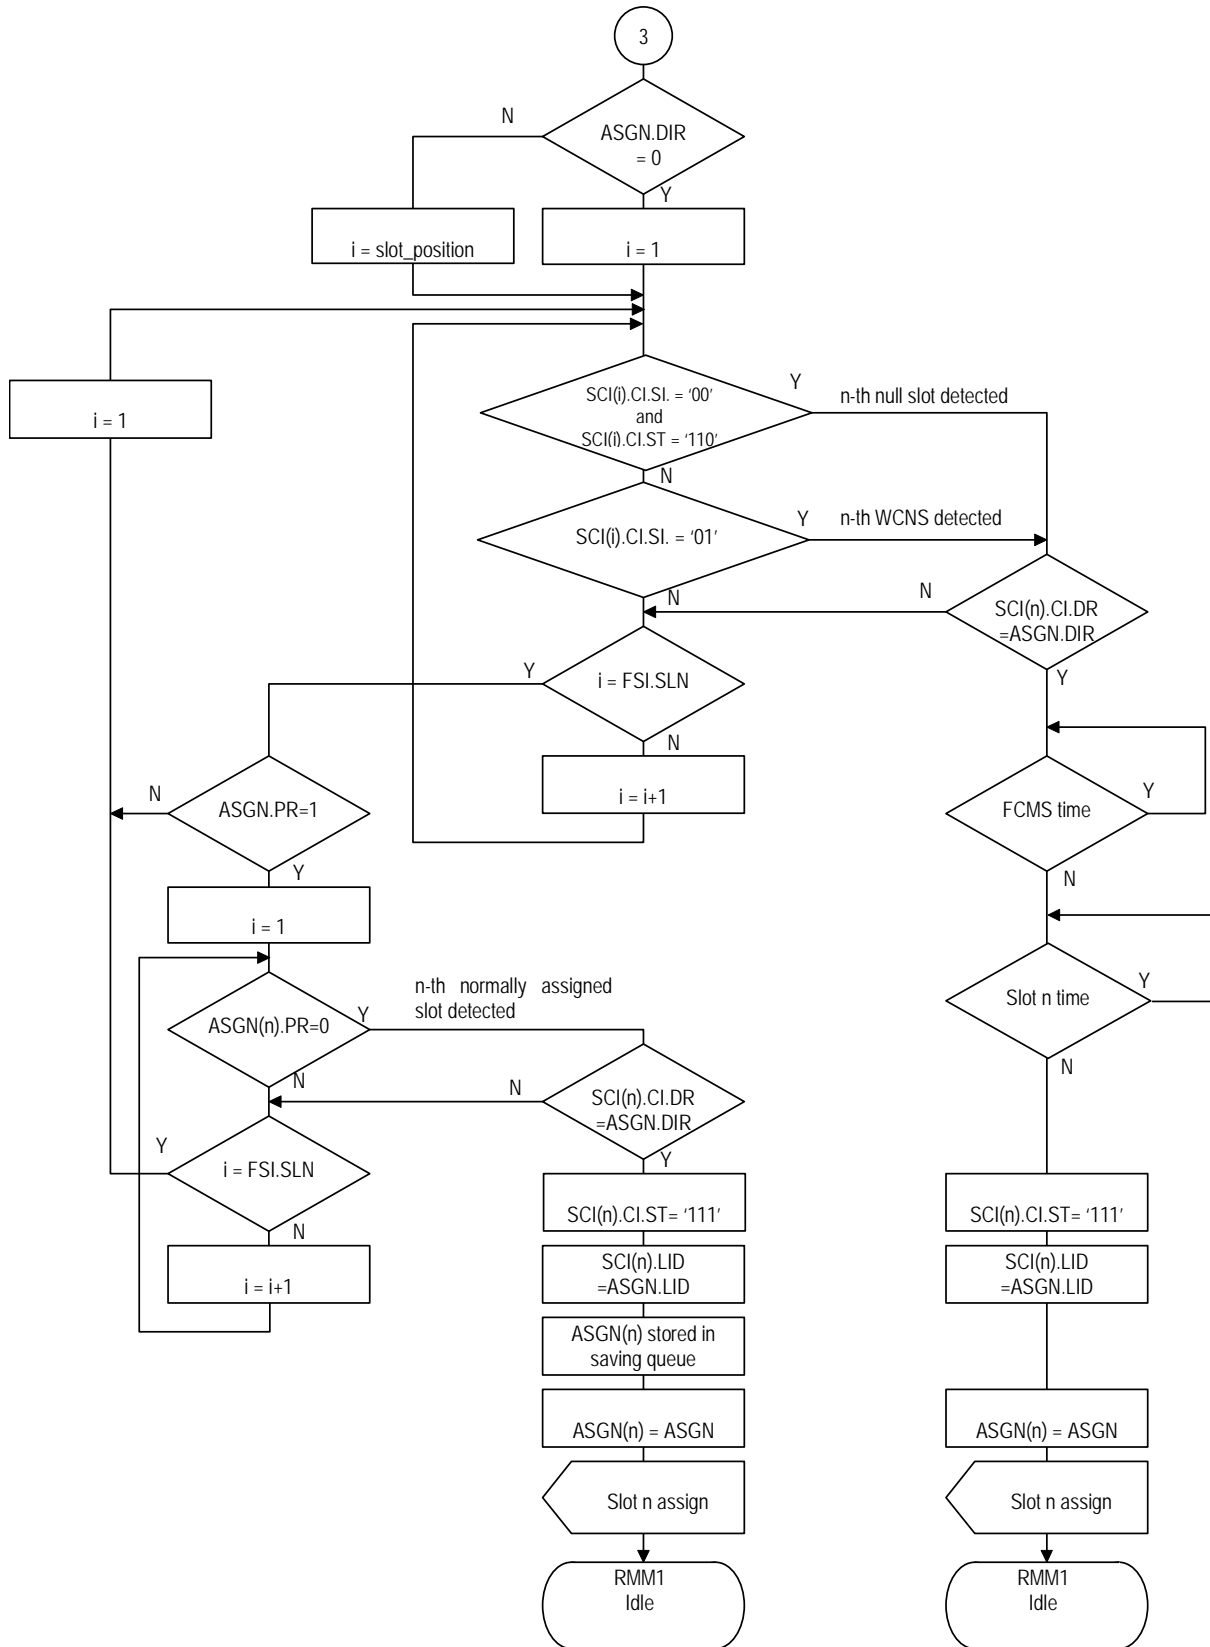 3
N
ASGN.DIR
= 0
Y
i = slot_position
i = 1
i = 1
SCI(i).CI.SI. = ‘00’
and
SCI(i).CI.ST = ‘110’
Y
n-th null slot detected
N
SCI(i).CI.SI. = ‘01’
Y
n-th WCNS detected
N
N
SCI(n).CI.DR
=ASGN.DIR
Y
Y
i = FSI.SLN
N
i = i+1
N
ASGN.PR=1
Y
FCMS time
Y
N
i = 1
n-th normally assigned
slot detected
ASGN(n).PR=0
Y
N
Slot n time
Y
N
N
SCI(n).CI.DR
=ASGN.DIR
Y
Y
i = FSI.SLN
N
i = i+1
SCI(n).CI.ST= ‘111’
SCI(n).LID
=ASGN.LID
ASGN(n) stored in
saving queue
ASGN(n) = ASGN
Slot n assign
RMM1
Idle
SCI(n).CI.ST= ‘111’
SCI(n).LID
=ASGN.LID
ASGN(n) = ASGN
Slot n assign
RMM1
Idle